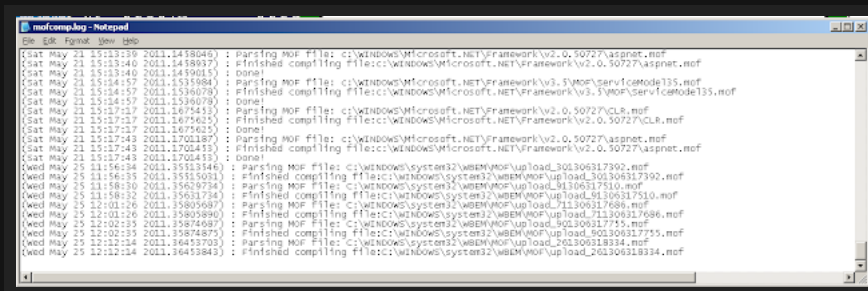 mofcomp.log - Notepad
File Edit Format View Help
(Sat May 21 15:13:39 2011.1458046) : Parsing MOF file: c:\WINDOWS\Microsoft.NET\Framework\v2.0.50727\aspnet.mof
(Sat May 21 15:13:40 2011.1458937) : Finished compiling file:c:\WINDOWS\Microsoft.NET\Framework\v2.0.50727\aspnet.mof
(Sat May 21 15:13:40 2011.1459015) : Done!
(Sat May 21 15:14:57 2011.1535984) : Parsing MOF file: c:\WINDOWS\Microsoft.NET\Framework\v3.5\MOF\ServiceModel35.mof
(Sat May 21 15:14:57 2011.1536078) : Finished compiling file:c:\WINDOWS\Microsoft.NET\Framework\v3.5\MOF\ServiceModel35.mof
(Sat May 21 15:14:57 2011.1536078) : Done!
(Sat May 21 15:17:17 2011.1675453) : Parsing MOF file: c:\WINDOWS\Microsoft.NET\Framework\v2.0.50727\CLR.mof
(Sat May 21 15:17:17 2011.1675625) : Finished compiling file:c:\WINDOWS\Microsoft.NET\Framework\v2.0.50727\CLR.mof
(Sat May 21 15:17:17 2011.1675625) : Done!
(Sat May 21 15:17:43 2011.1701187) : Parsing MOF file: c:\WINDOWS\Microsoft.NET\Framework\v2.0.50727\aspnet.mof
(Sat May 21 15:17:43 2011.1701453) : Finished compiling file:c:\WINDOWS\Microsoft.NET\Framework\v2.0.50727\aspnet.mof
(Sat May 21 15:17:43 2011.1701453) : Done!
(Wed May 25 11:56:34 2011.35513546) : Parsing MOF file: C:\WINDOWS\system32\WBEM\MOF\upload_301306317392.mof
(Wed May 25 11:56:35 2011.35515031) : Finished compiling file:C:\WINDOWS\system32\WBEM\MOF\upload_301306317392.mof
(Wed May 25 11:58:30 2011.35629734) : Parsing MOF file: C:\WINDOWS\system32\WBEM\MOF\upload_91306317510.mof
(Wed May 25 11:58:32 2011.35631734) : Finished compiling file:C:\WINDOWS\system32\WBEM\MOF\upload_91306317510.mof
(Wed May 25 12:01:26 2011.35805687) : Parsing MOF file: C:\WINDOWS\system32\WBEM\MOF\upload_711306317686.mof
(Wed May 25 12:01:26 2011.35805890) : Finished compiling file:C:\WINDOWS\system32\WBEM\MOF\upload_711306317686.mof
(Wed May 25 12:02:35 2011.35874687) : Parsing MOF file: C:\WINDOWS\system32\WBEM\MOF\upload_901306317755.mof
(Wed May 25 12:02:35 2011.35874875) : Finished compiling file:C:\WINDOWS\system32\WBEM\MOF\upload_901306317755.mof
(Wed May 25 12:12:14 2011.36453703) : Parsing MOF file: C:\WINDOWS\system32\WBEM\MOF\upload_261306318334.mof
(Wed May 25 12:12:14 2011.36453843) : Finished compiling file:C:\WINDOWS\system32\WBEM\MOF\upload_261306318334.mof